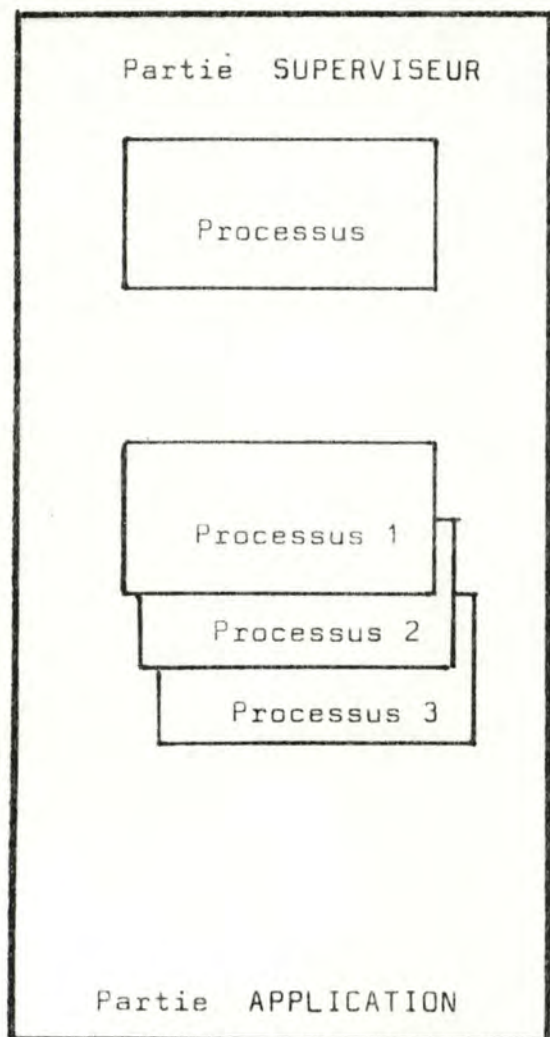 Partie SUPERVISEUR
Processus
Processus 1
Processus 2
Processus 3
Partie APPLICATION